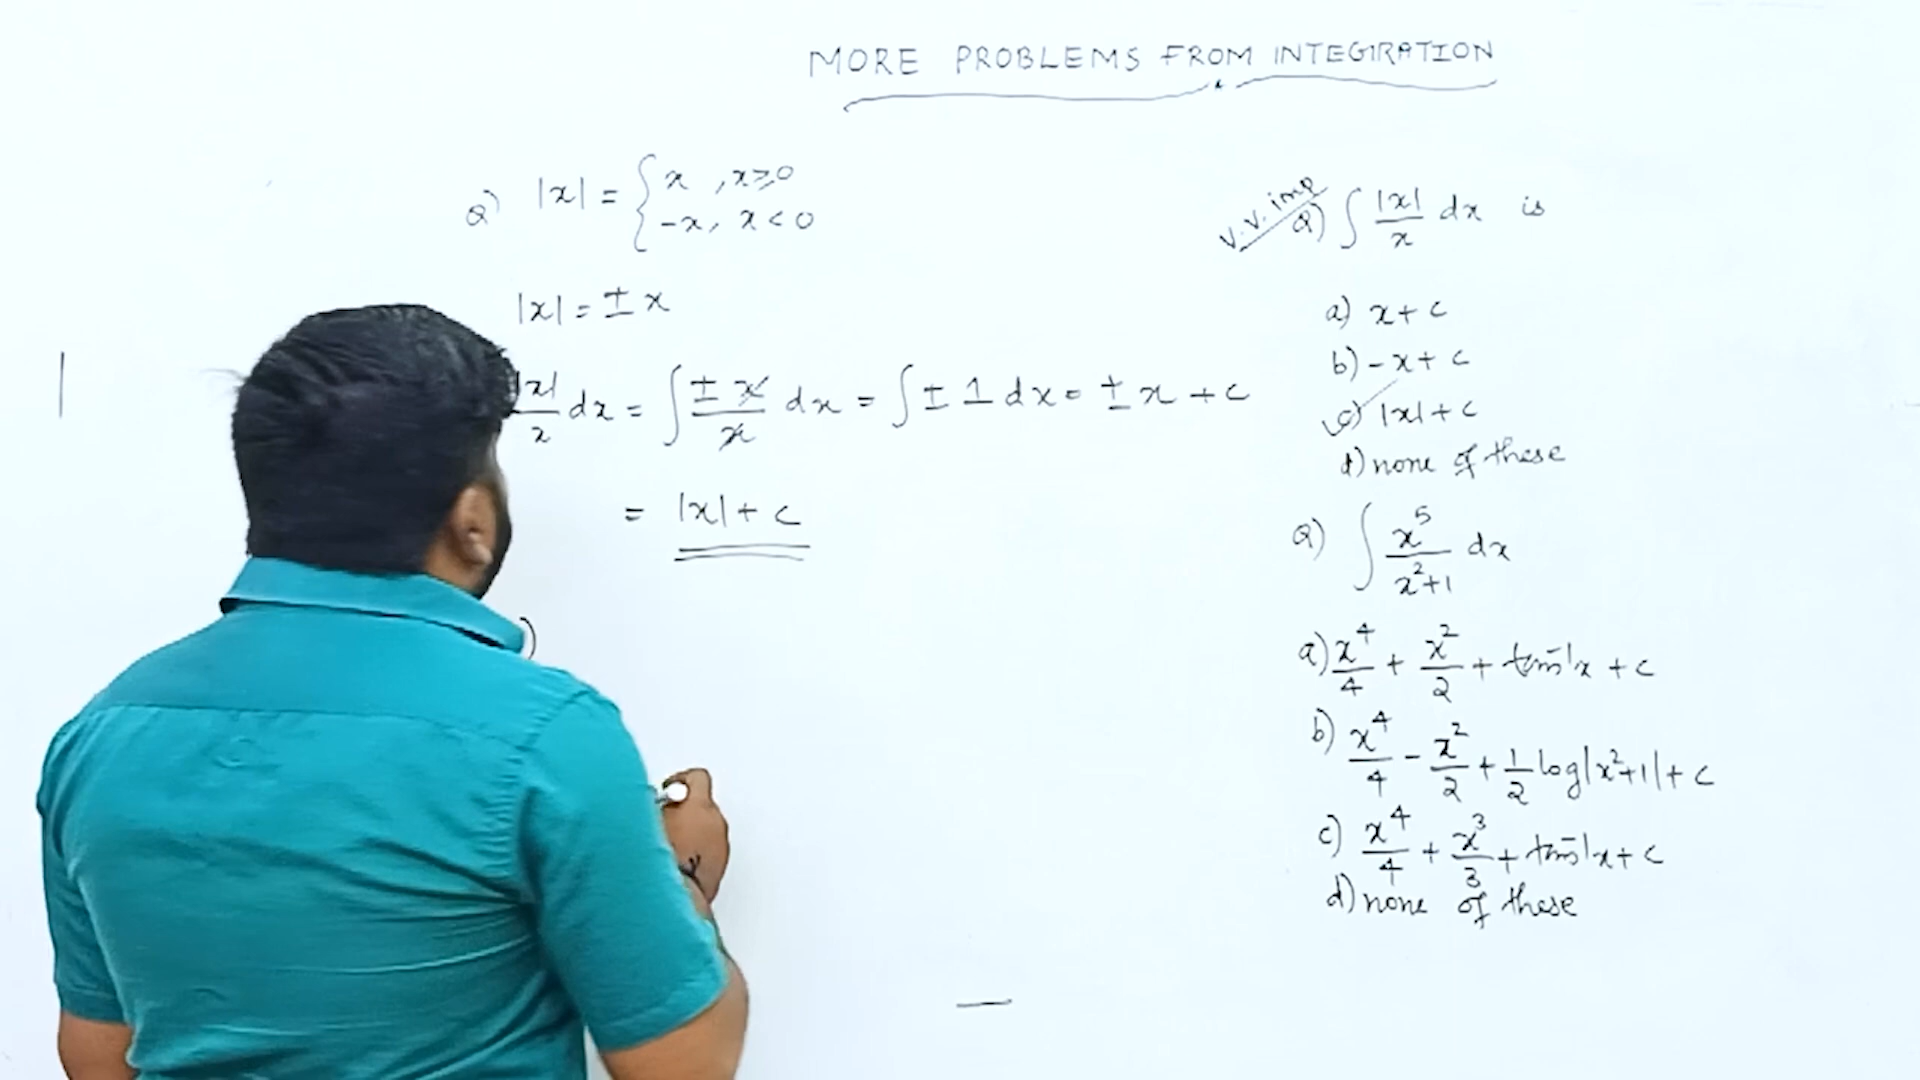 MORE PROBLEMS FROM INTEGRATION
Q) |x| = { x , x≥0
-x, x<0
|x| = ± x
|x|/x dx = ∫ ± x/x dx = ∫ ± 1 dx = ± x + c
= |x| + c
)
V.V. imp
Q) ∫ |x|/x dx is
a) x + c
b) - x + c
c) |x| + c
d) none of these
Q) ∫ x⁵/(x²+1) dx
a) x⁴/4 + x²/2 + tan⁻¹x + c
b) x⁴/4 - x²/2 + 1/2 log|x²+1| + c
c) x⁴/4 + x³/3 + tan⁻¹x + c
d) none of these